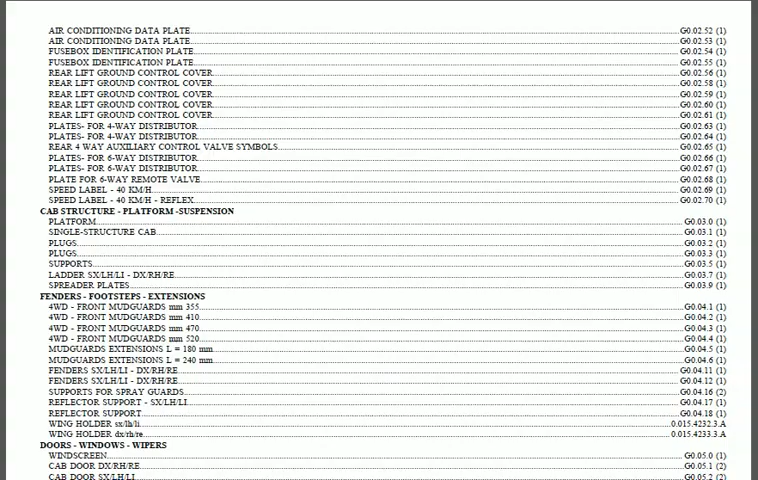 AIR CONDITIONING DATA PLATE G0.02.52 (1)
AIR CONDITIONING DATA PLATE G0.02.53 (1)
FUSEBOX IDENTIFICATION PLATE G0.02.54 (1)
FUSEBOX IDENTIFICATION PLATE G0.02.55 (1)
REAR LIFT GROUND CONTROL COVER G0.02.56 (1)
REAR LIFT GROUND CONTROL COVER G0.02.58 (1)
REAR LIFT GROUND CONTROL COVER G0.02.59 (1)
REAR LIFT GROUND CONTROL COVER G0.02.60 (1)
REAR LIFT GROUND CONTROL COVER G0.02.61 (1)
PLATES- FOR 4-WAY DISTRIBUTOR G0.02.63 (1)
PLATES- FOR 4-WAY DISTRIBUTOR G0.02.64 (1)
REAR 4 WAY AUXILIARY CONTROL VALVE SYMBOLS G0.02.65 (1)
PLATES- FOR 6-WAY DISTRIBUTOR G0.02.66 (1)
PLATES- FOR 6-WAY DISTRIBUTOR G0.02.67 (1)
PLATE FOR 6-WAY REMOTE VALVE G0.02.68 (1)
SPEED LABEL - 40 KM/H G0.02.69 (1)
SPEED LABEL - 40 KM/H - REFLEX G0.02.70 (1)
CAB STRUCTURE - PLATFORM -SUSPENSION
PLATFORM G0.03.0 (1)
SINGLE-STRUCTURE CAB G0.03.1 (1)
PLUGS G0.03.2 (1)
PLUGS G0.03.3 (1)
SUPPORTS G0.03.5 (1)
LADDER SX/LH/LI - DX/RH/RE G0.03.7 (1)
SPREADER PLATES G0.03.9 (1)
FENDERS - FOOTSTEPS - EXTENSIONS
4WD - FRONT MUDGUARDS mm 355 G0.04.1 (1)
4WD - FRONT MUDGUARDS mm 410 G0.04.2 (1)
4WD - FRONT MUDGUARDS mm 470 G0.04.3 (1)
4WD - FRONT MUDGUARDS mm 520 G0.04.4 (1)
MUDGUARDS EXTENSIONS L = 180 mm G0.04.5 (1)
MUDGUARDS EXTENSIONS L = 240 mm G0.04.6 (1)
FENDERS SX/LH/LI - DX/RH/RE G0.04.11 (1)
FENDERS SX/LH/LI - DX/RH/RE G0.04.12 (1)
SUPPORTS FOR SPRAY GUARDS G0.04.16 (2)
REFLECTOR SUPPORT - SX/LH/LI G0.04.17 (1)
REFLECTOR SUPPORT G0.04.18 (1)
WING HOLDER sx/lh/li 0.015.4232.3.A
WING HOLDER dx/rh/re 0.015.4233.3.A
DOORS - WINDOWS - WIPERS
WINDSCREEN G0.05.0 (1)
CAB DOOR DX/RH/RE G0.05.1 (2)
CAB DOOR SX/LH/LI G0.05.2 (2)